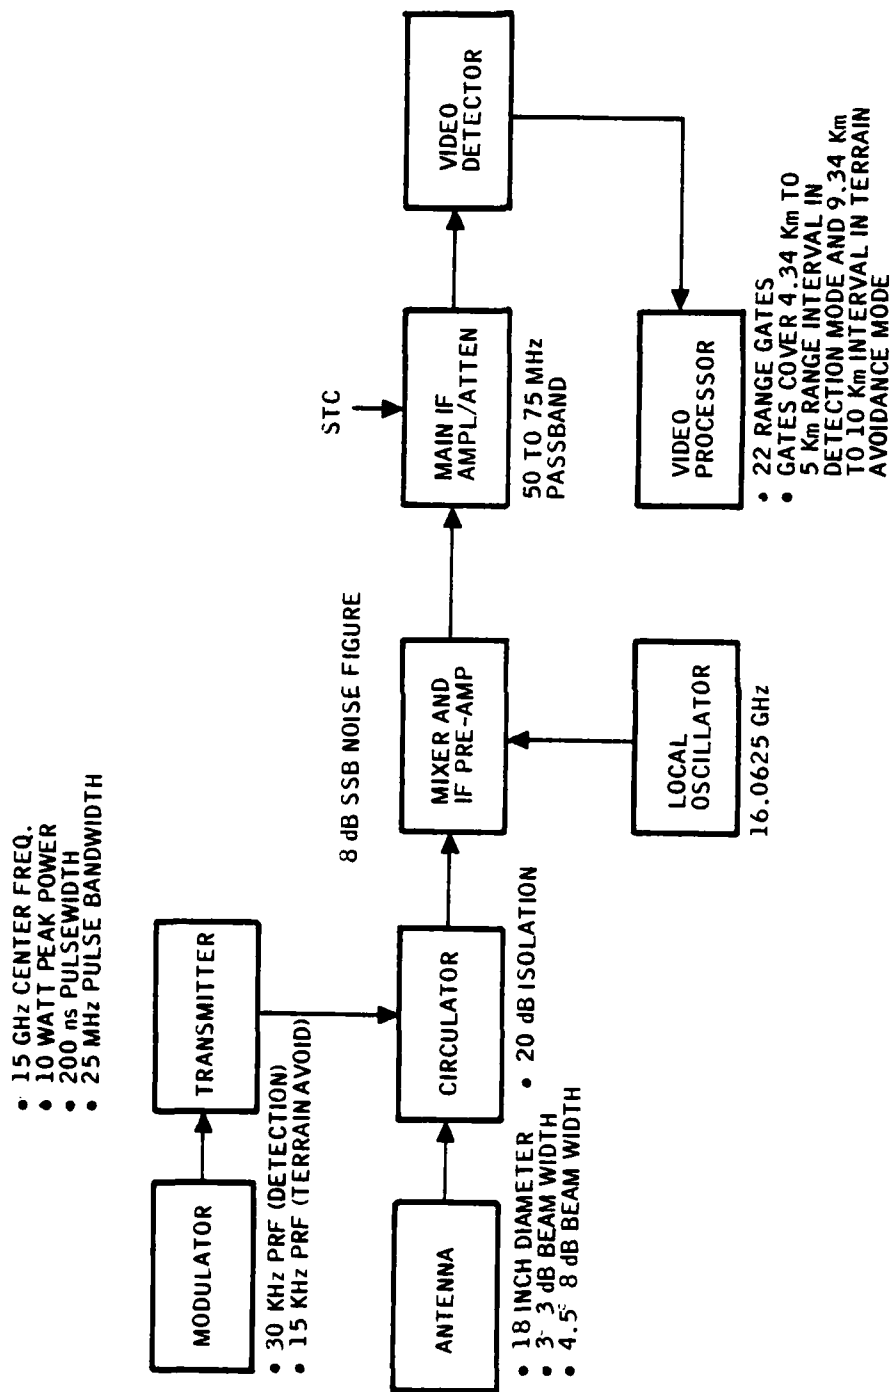 • 15 GHz CENTER FREQ.
• 10 WATT PEAK POWER
• 200 ns PULSEWIDTH
• 25 MHz PULSE BANDWIDTH
MODULATOR
TRANSMITTER
• 30 KHz PRF (DETECTION)
• 15 KHz PRF (TERRAIN AVOID)
8 dB SSB NOISE FIGURE
STC
ANTENNA
CIRCULATOR
MIXER AND
IF PRE-AMP
MAIN IF
AMPL/ATTEN
VIDEO
DETECTOR
• 18 INCH DIAMETER
• 3° 3 dB BEAM WIDTH
• 4.5° 8 dB BEAM WIDTH
• 20 dB ISOLATION
50 TO 75 MHz
PASSBAND
LOCAL
OSCILLATOR
16.0625 GHz
VIDEO
PROCESSOR
• 22 RANGE GATES
• GATES COVER 4.34 Km TO
5 Km RANGE INTERVAL IN
DETECTION MODE AND 9.34 Km
TO 10 Km INTERVAL IN TERRAIN
AVOIDANCE MODE